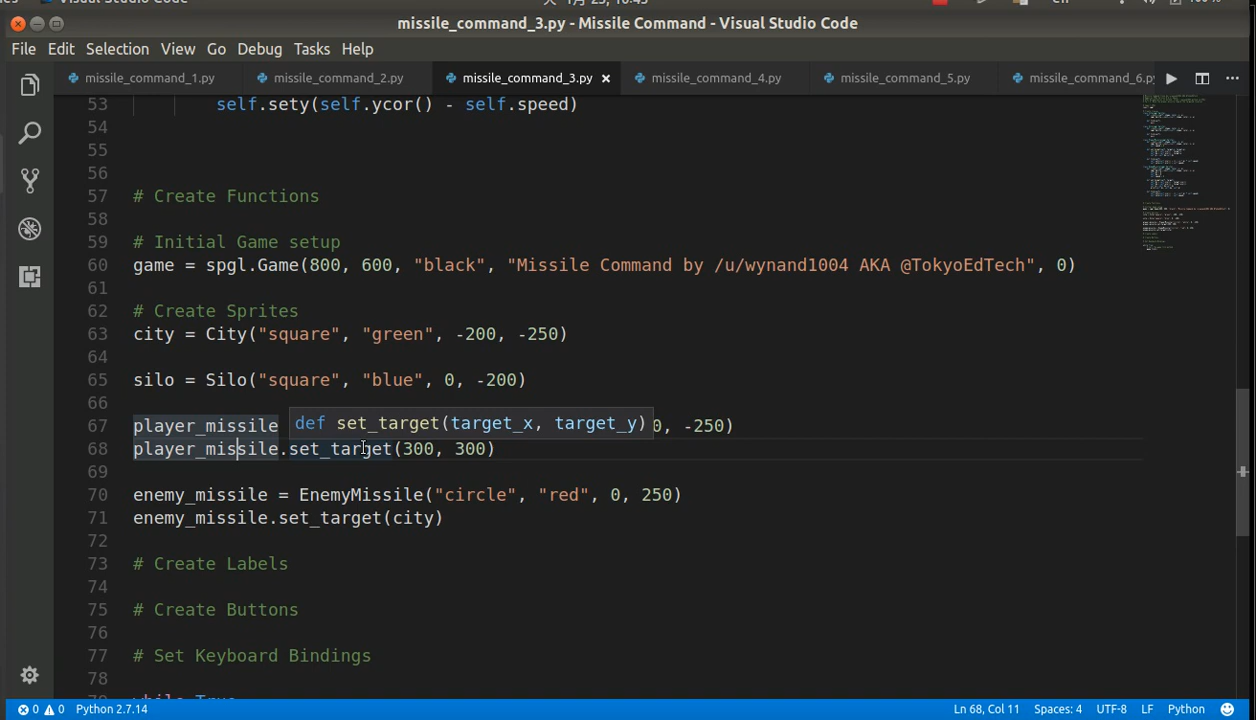 missile_command_3.py - Missile Command - Visual Studio Code
File Edit Selection View Go Debug Tasks Help
missile_command_1.py missile_command_2.py missile_command_3.py × missile_command_4.py missile_command_5.py missile_command_6.py
53 self.sety(self.ycor() - self.speed)
54
55
56
57 # Create Functions
58
59 # Initial Game setup
60 game = spgl.Game(800, 600, "black", "Missile Command by /u/wynand1004 AKA @TokyoEdTech", 0)
61
62 # Create Sprites
63 city = City("square", "green", -200, -250)
64
65 silo = Silo("square", "blue", 0, -200)
66
def set_target(target_x, target_y)
67 player_missile 0, -250)
68 player_missile.set_target(300, 300)
69
70 enemy_missile = EnemyMissile("circle", "red", 0, 250)
71 enemy_missile.set_target(city)
72
73 # Create Labels
74
75 # Create Buttons
76
77 # Set Keyboard Bindings
78
0 0 Python 2.7.14 Ln 68, Col 11 Spaces: 4 UTF-8 LF Python